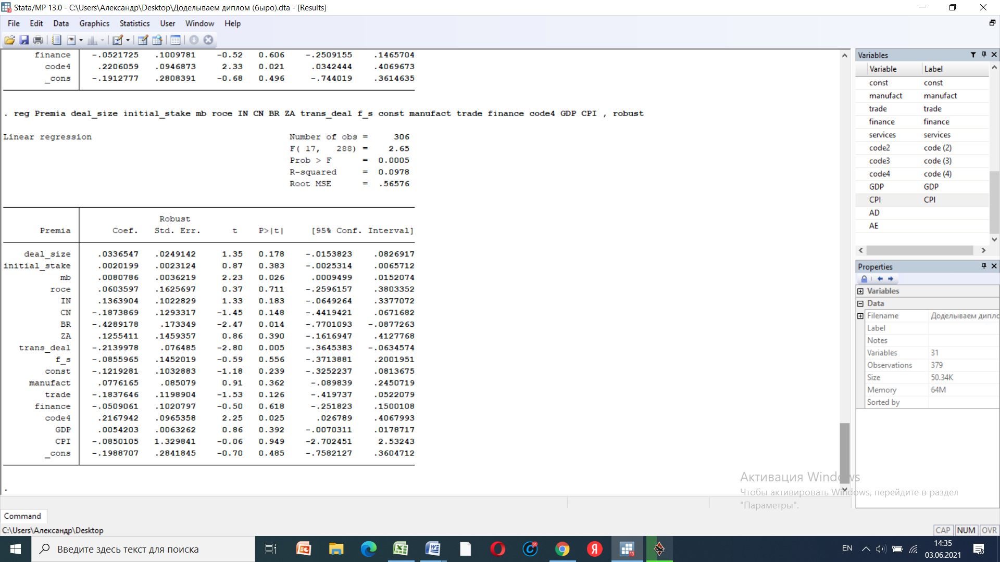 Stata/MP 13.0 - C:\Users\Александр\Desktop\Доделываем диплом (быро).dta - [Results]
File Edit Data Graphics Statistics User Window Help
finance -.0521725 .1009781 -0.52 0.606 -.2509155 .1465704
code4 .2206059 .0946873 2.33 0.021 .0342444 .4069673
_cons -.1912777 .2808391 -0.68 0.496 -.744019 .3614635
. reg Premia deal_size initial_stake mb roce IN CN BR ZA trans_deal f_s const manufact trade finance code4 GDP CPI , robust
Linear regression Number of obs = 306
F( 17, 288) = 2.65
Prob > F = 0.0005
R-squared = 0.0978
Root MSE = .56576
Robust
Premia Coef. Std. Err. t P>|t| [95% Conf. Interval]
deal_size .0336547 .0249142 1.35 0.178 -.0153823 .0826917
initial_stake .0020199 .0023124 0.87 0.383 -.0025314 .0065712
mb .0080786 .0036219 2.23 0.026 .0009499 .0152074
roce .0603597 .1625697 0.37 0.711 -.2596157 .3803352
IN .1363904 .1022829 1.33 0.183 -.0649264 .3377072
CN -.1873869 .1293317 -1.45 0.148 -.4419421 .0671682
BR -.4289178 .173349 -2.47 0.014 -.7701093 -.0877263
ZA .1255411 .1459357 0.86 0.390 -.1616947 .4127768
trans_deal -.2139978 .076485 -2.80 0.005 -.3645383 -.0634574
f_s -.0855965 .1452019 -0.59 0.556 -.3713881 .2001951
const -.1219281 .1032883 -1.18 0.239 -.3252237 .0813675
manufact .0776165 .085079 0.91 0.362 -.089839 .2450719
trade -.1837646 .1198904 -1.53 0.126 -.419737 .0522079
finance -.0509061 .1020797 -0.50 0.618 -.251823 .1500108
code4 .2167942 .0965358 2.25 0.025 .026789 .4067993
GDP .0054203 .0063262 0.86 0.392 -.0070311 .0178717
CPI -.0850105 1.329841 -0.06 0.949 -2.702451 2.53243
_cons -.1988707 .2841845 -0.70 0.485 -.7582127 .3604712
.
Variables
Variable Label
const const
manufact manufact
trade trade
finance finance
services services
code2 code (2)
code3 code (3)
code4 code (4)
GDP GDP
CPI CPI
AD
AE
Properties
Variables
Data
Filename Доделываем дипло
Label
Notes
Variables 31
Observations 379
Size 50.34K
Memory 64M
Sorted by
Активация Windows
Чтобы активировать Windows, перейдите в раздел
"Параметры".
Command
C:\Users\Александр\Desktop
CAP NUM OVR
Введите здесь текст для поиска
EN
14:35
03.06.2021